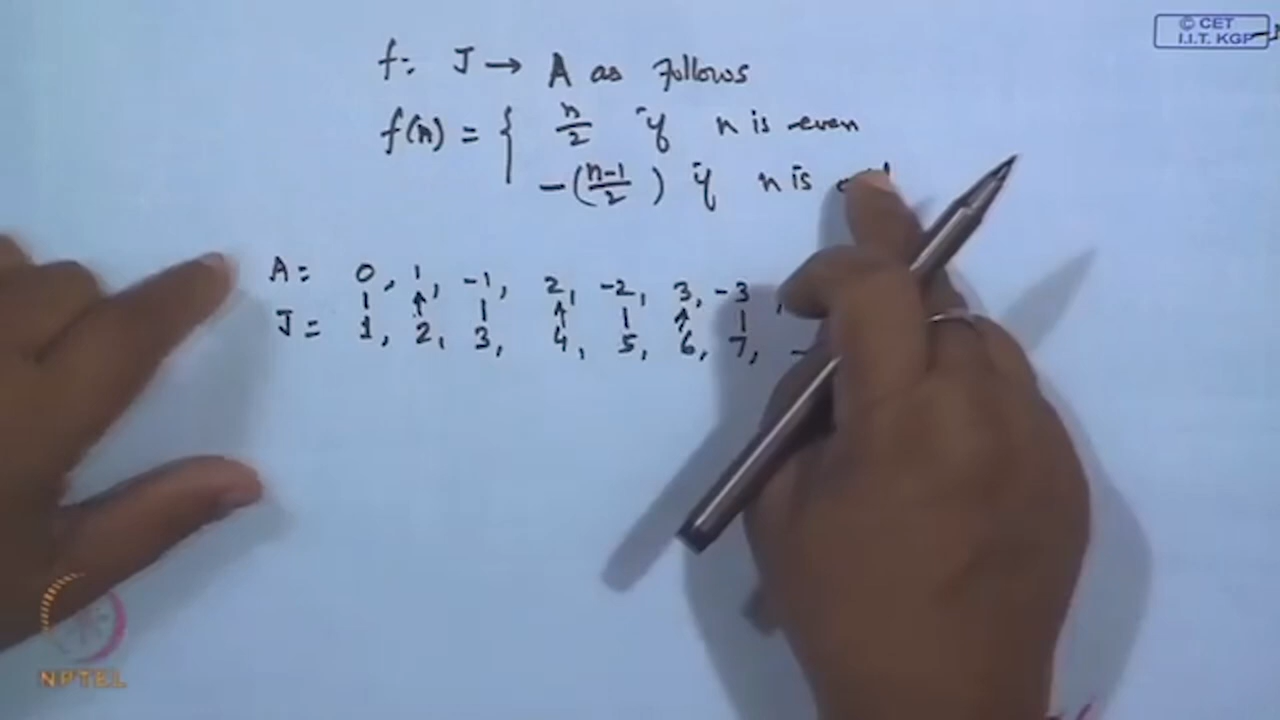 © CET
I.I.T. KGP
f: J → A as follows
f(n) = { n/2 if n is even
-(n-1/2) if n is
A: 0, 1, -1, 2, -2, 3, -3,
J = 1, 2, 3, 4, 5, 6, 7, -
NPTEL